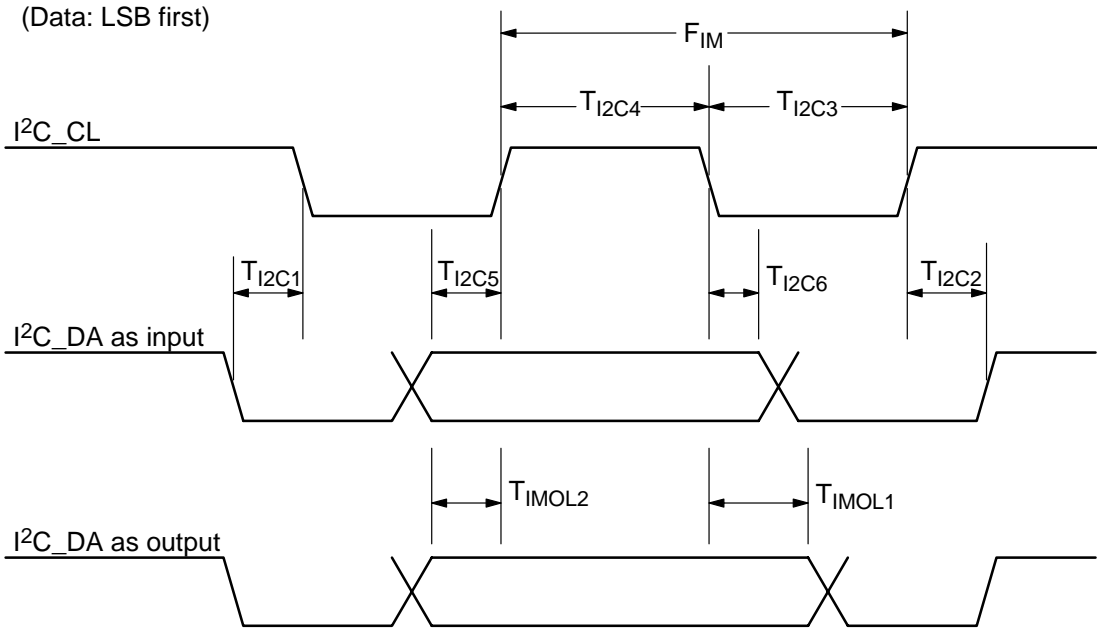 (Data: LSB first)
FIM
TI2C4
TI2C3
I²C_CL
TI2C1
TI2C5
TI2C6
TI2C2
I²C_DA as input
TIMOL2
TIMOL1
I²C_DA as output